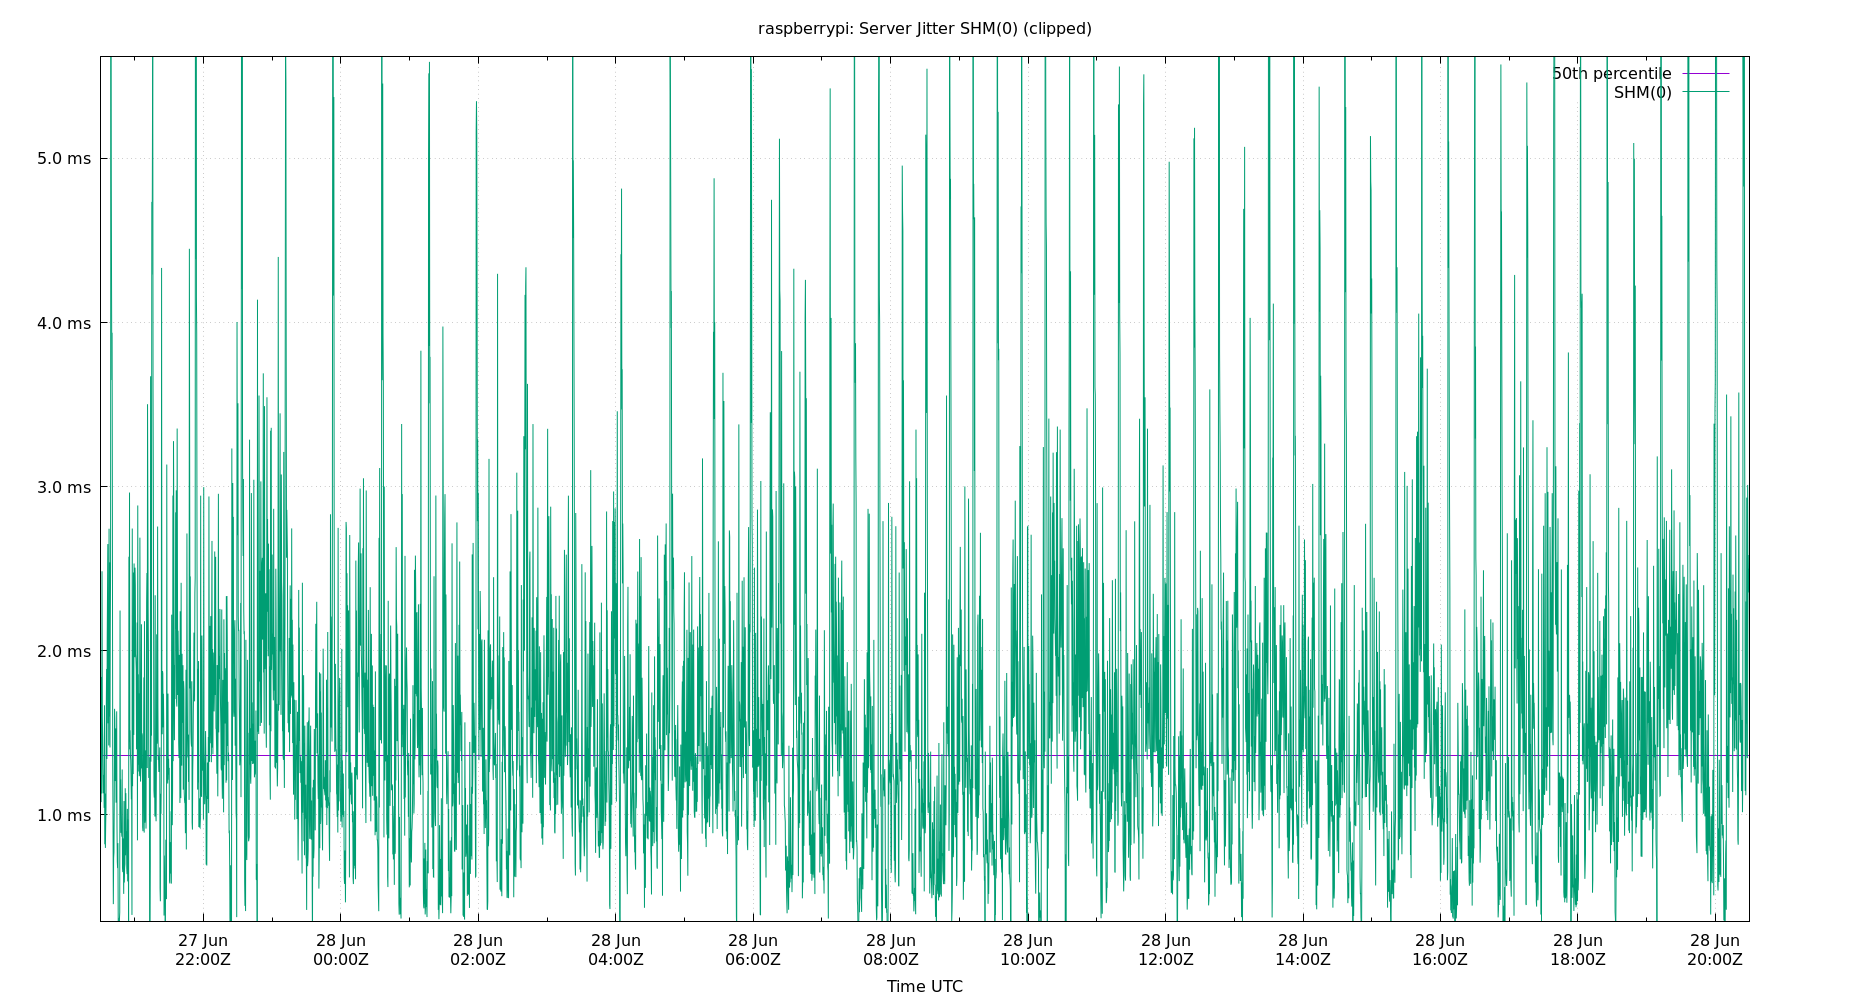 raspberrypi: Server Jitter SHM(0) (clipped)
50th percentile
SHM(0)
5.0 ms
4.0 ms
3.0 ms
2.0 ms
1.0 ms
27 Jun 28 Jun 28 Jun 28 Jun 28 Jun 28 Jun 28 Jun 28 Jun 28 Jun 28 Jun 28 Jun 28 Jun
22:00Z 00:00Z 02:00Z 04:00Z 06:00Z 08:00Z 10:00Z 12:00Z 14:00Z 16:00Z 18:00Z 20:00Z
Time UTC